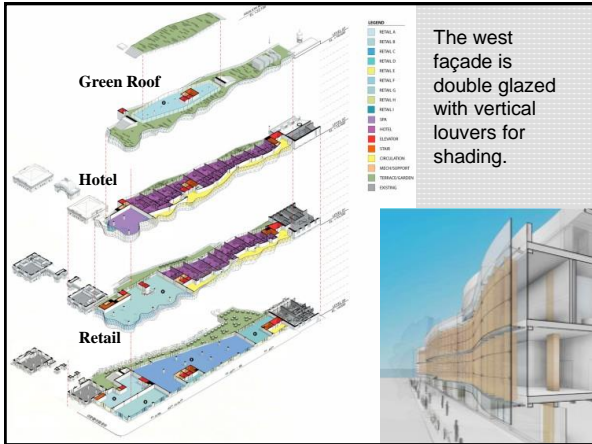 Green Roof
Hotel
Retail
LEGEND
RETAIL A
RETAIL B
RETAIL C
RETAIL D
RETAIL E
RETAIL F
RETAIL G
RETAIL H
RETAIL I
SPA
HOTEL
ELEVATOR
STAIR
CIRCULATION
MECH/SUPPORT
TERRACE/GARDEN
EXISTING
The west
façade is
double glazed
with vertical
louvers for
shading.